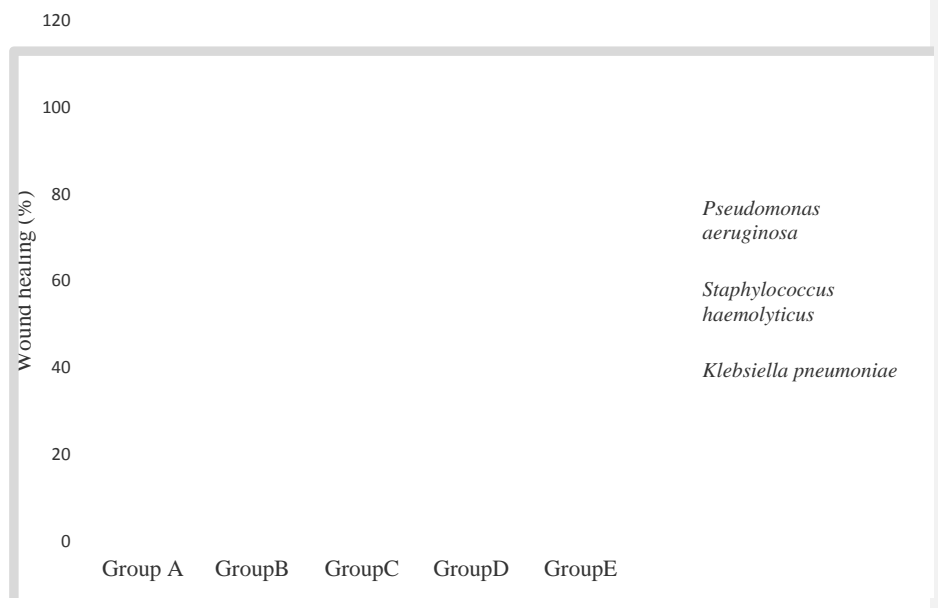 120
100
80
60
40
20
0
Wound healing (%)
Group A GroupB GroupC GroupD GroupE
Pseudomonas
aeruginosa
Staphylococcus
haemolyticus
Klebsiella pneumoniae